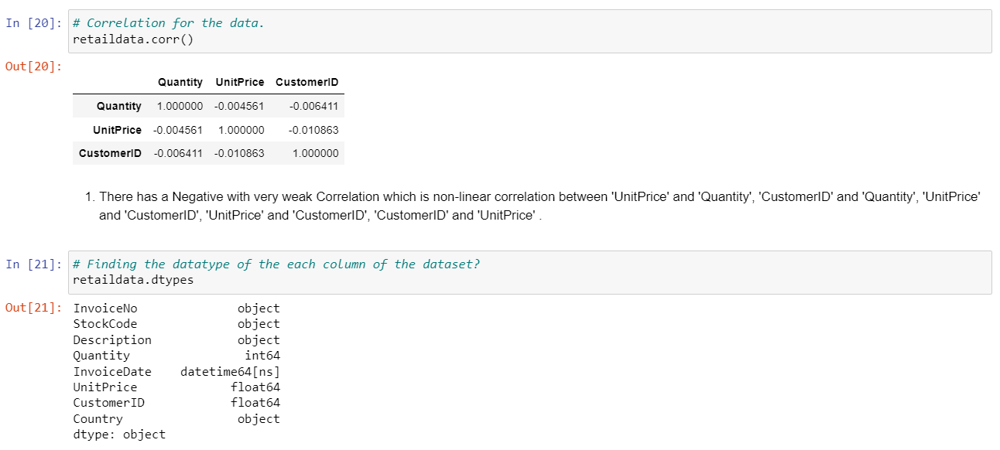 In [20]: # Correlation for the data.
retaildata.corr()
Out[20]:
Quantity UnitPrice CustomerID
Quantity 1.000000 -0.004561 -0.006411
UnitPrice -0.004561 1.000000 -0.010863
CustomerID -0.006411 -0.010863 1.000000
1. There has a Negative with very weak Correlation which is non-linear correlation between 'UnitPrice' and 'Quantity', 'CustomerID' and 'Quantity', 'UnitPrice'
and 'CustomerID', 'UnitPrice' and 'CustomerID', 'CustomerID' and 'UnitPrice' .
In [21]: # Finding the datatype of the each column of the dataset?
retaildata.dtypes
Out[21]: InvoiceNo object
StockCode object
Description object
Quantity int64
InvoiceDate datetime64[ns]
UnitPrice float64
CustomerID float64
Country object
dtype: object